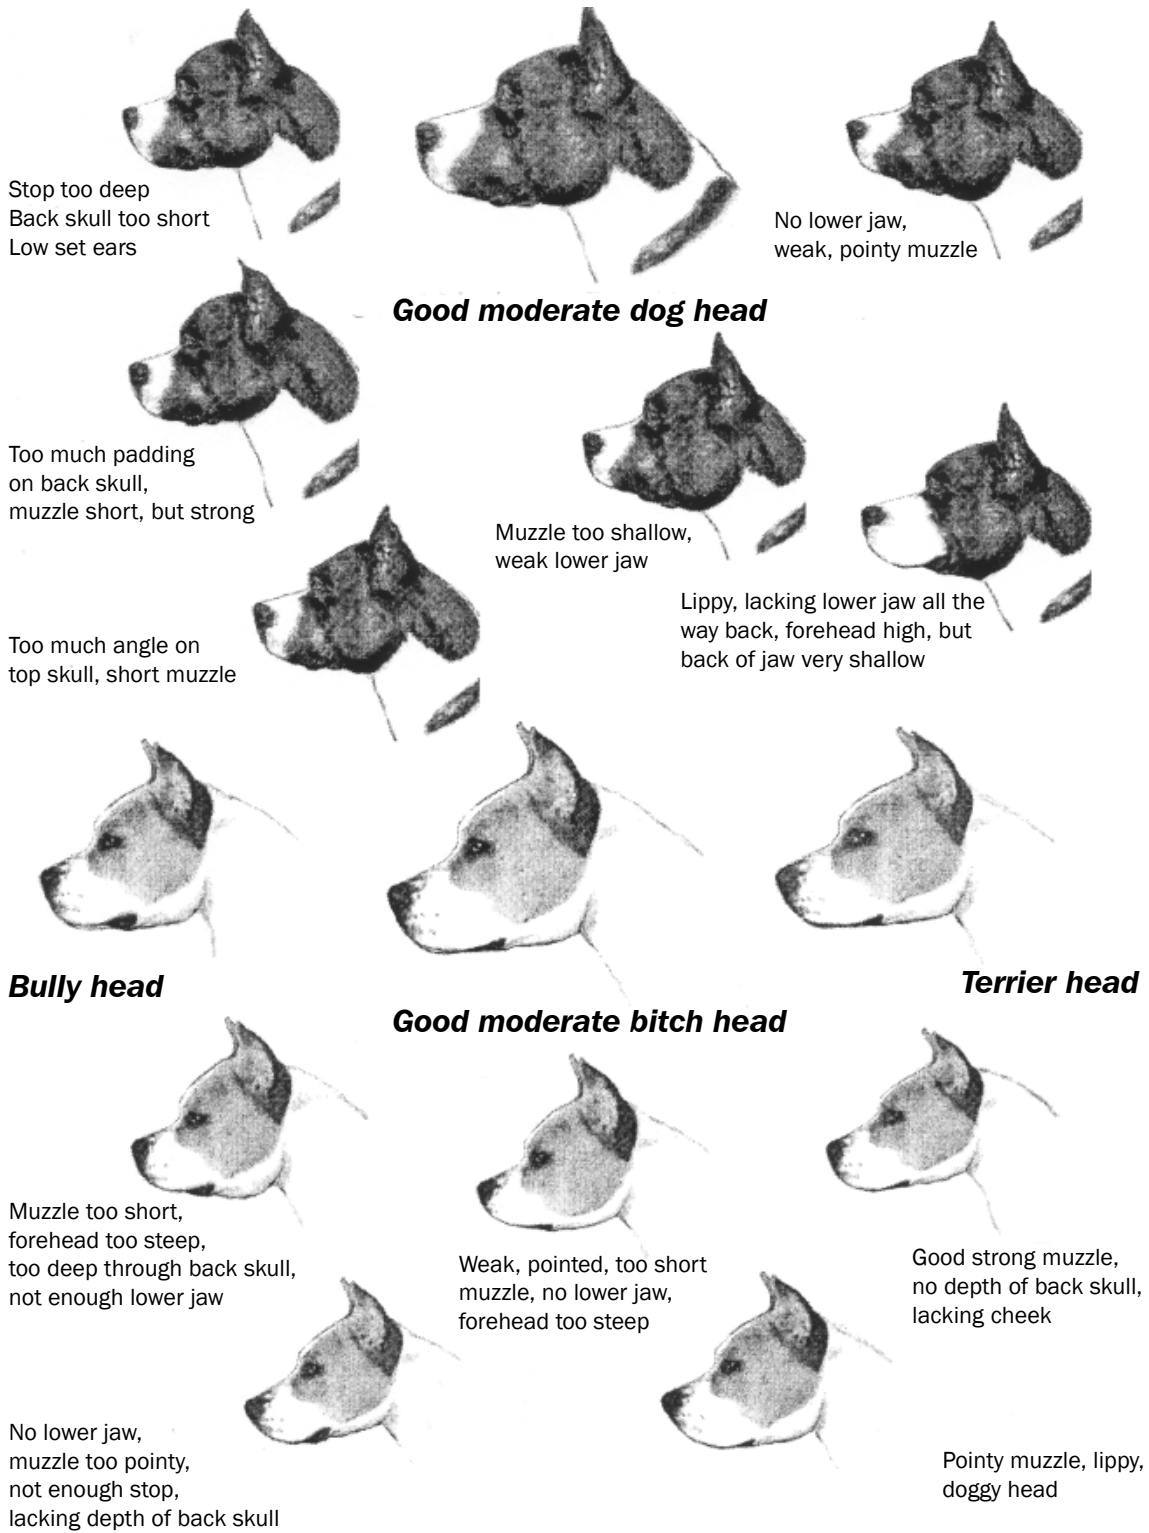 Stop too deep
Back skull too short
Low set ears
No lower jaw,
weak, pointy muzzle
Good moderate dog head
Too much padding
on back skull,
muzzle short, but strong
Muzzle too shallow,
weak lower jaw
Lippy, lacking lower jaw all the
way back, forehead high, but
back of jaw very shallow
Too much angle on
top skull, short muzzle
Bully head
Terrier head
Good moderate bitch head
Muzzle too short,
forehead too steep,
too deep through back skull,
not enough lower jaw
Weak, pointed, too short
muzzle, no lower jaw,
forehead too steep
Good strong muzzle,
no depth of back skull,
lacking cheek
No lower jaw,
muzzle too pointy,
not enough stop,
lacking depth of back skull
Pointy muzzle, lippy,
doggy head